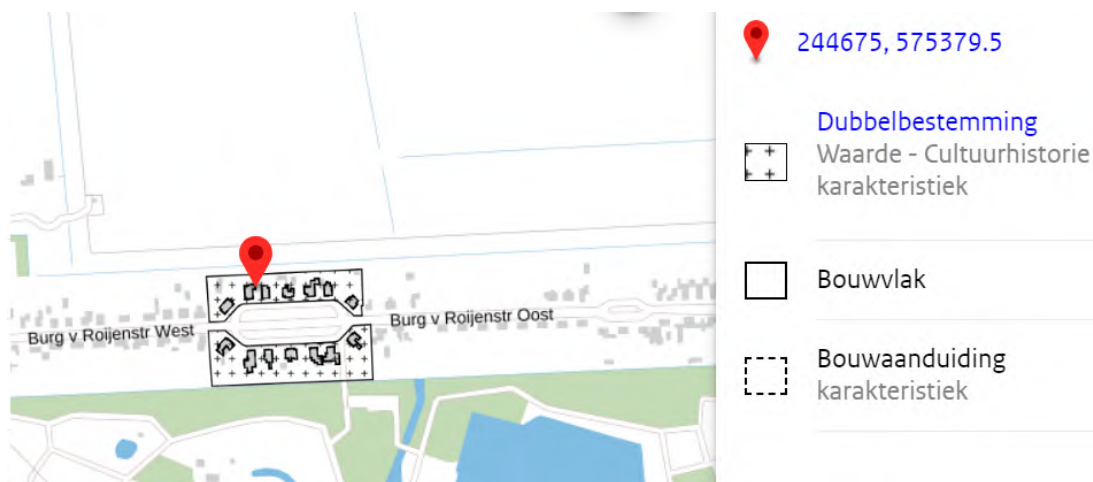 244675, 575379.5
Dubbelbestemming
Waarde - Cultuurhistorie
karakteristiek
Bouwvlak
Bouwaanduiding
karakteristiek
Burg v Roijenstr West
Burg v Roijenstr Oost